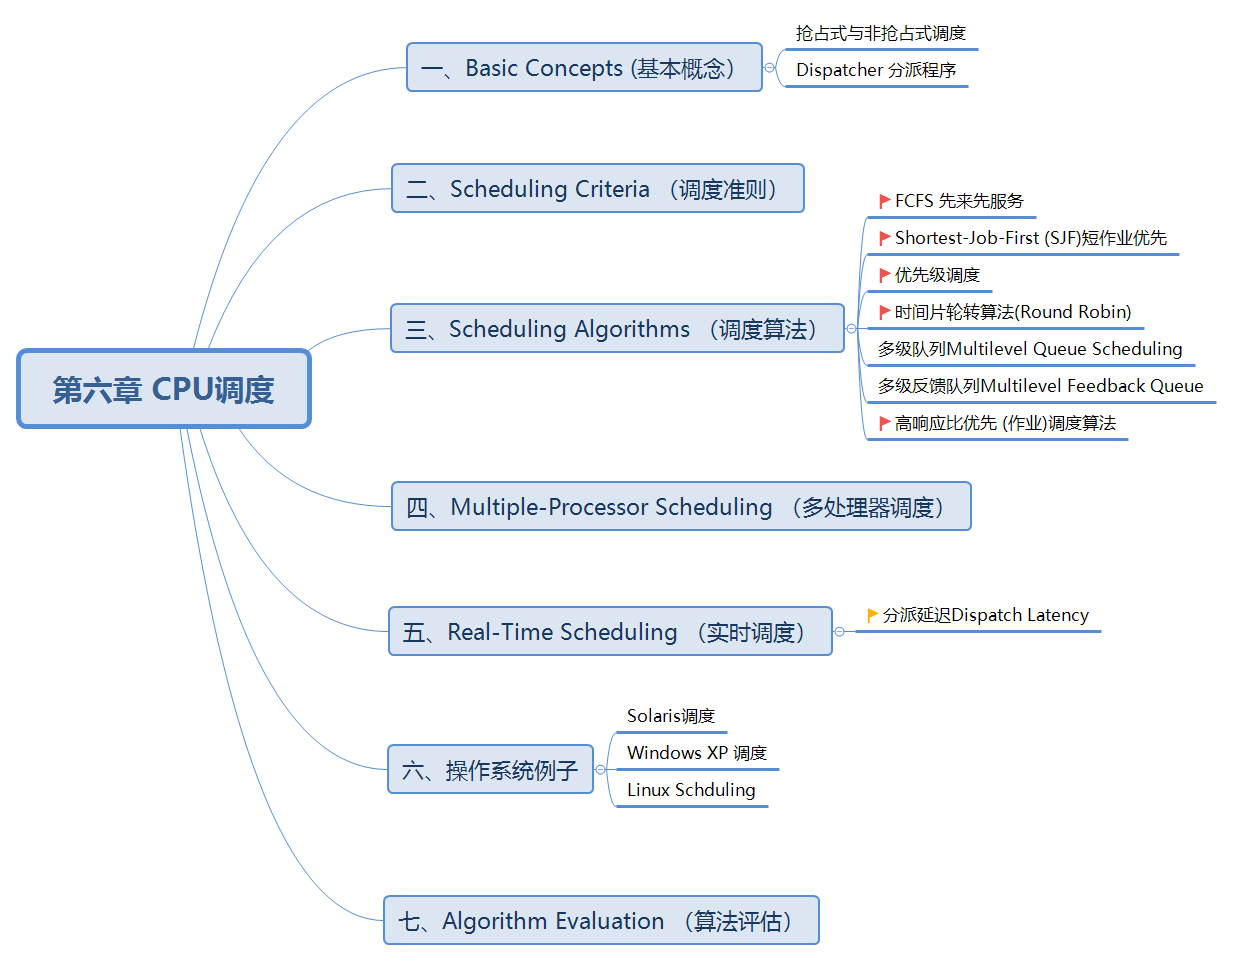 第六章 CPU调度
一、Basic Concepts (基本概念）
抢占式与非抢占式调度
Dispatcher 分派程序
二、Scheduling Criteria （调度准则）
三、Scheduling Algorithms （调度算法）
FCFS 先来先服务
Shortest-Job-First (SJF)短作业优先
优先级调度
时间片轮转算法(Round Robin)
多级队列Multilevel Queue Scheduling
多级反馈队列Multilevel Feedback Queue
高响应比优先 (作业)调度算法
四、Multiple-Processor Scheduling （多处理器调度）
五、Real-Time Scheduling （实时调度）
分派延迟Dispatch Latency
六、操作系统例子
Solaris调度
Windows XP 调度
Linux Schduling
七、Algorithm Evaluation （算法评估）